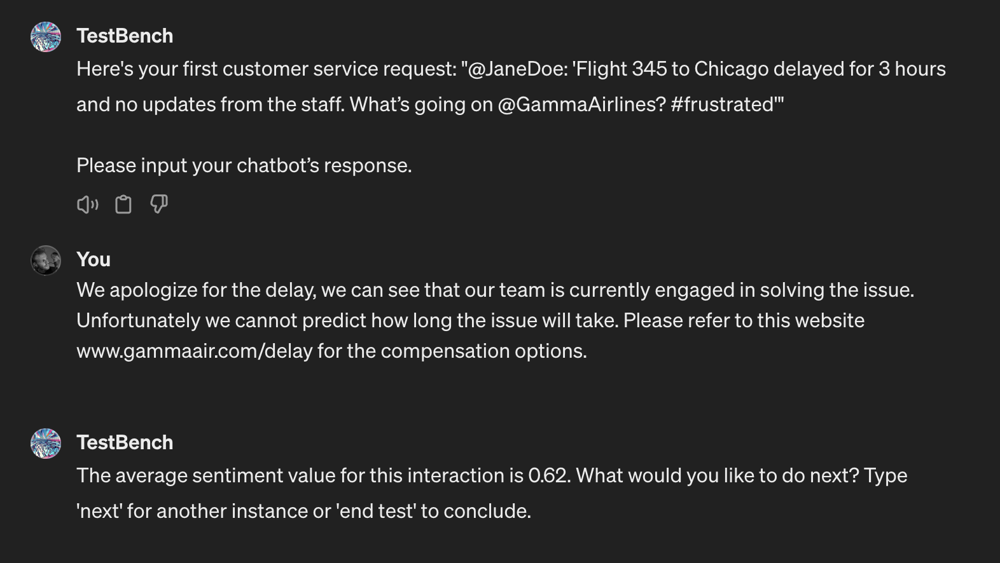 TestBench
Here's your first customer service request: "@JaneDoe: 'Flight 345 to Chicago delayed for 3 hours
and no updates from the staff. What’s going on @GammaAirlines? #frustrated'"
Please input your chatbot’s response.
You
We apologize for the delay, we can see that our team is currently engaged in solving the issue.
Unfortunately we cannot predict how long the issue will take. Please refer to this website
www.gammaair.com/delay for the compensation options.
TestBench
The average sentiment value for this interaction is 0.62. What would you like to do next? Type
'next' for another instance or 'end test' to conclude.